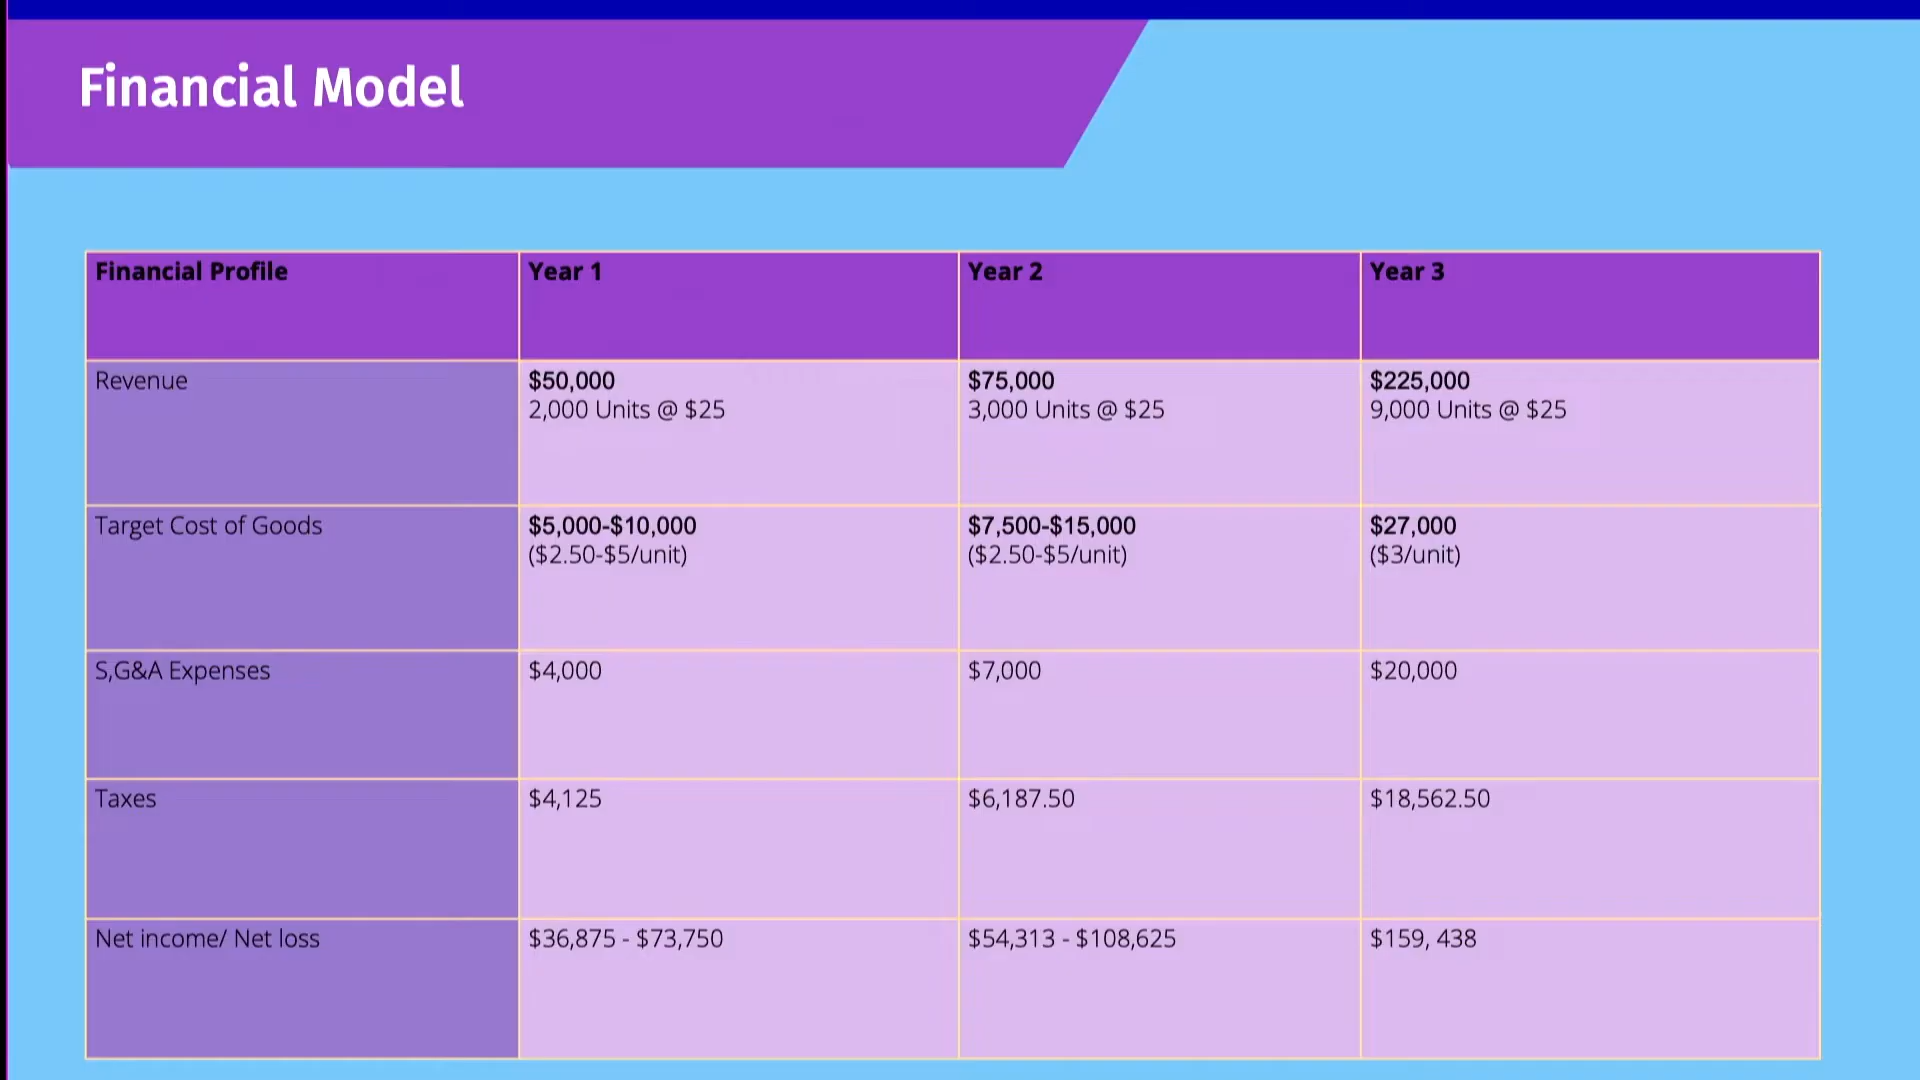 Financial Model
Financial Profile
Year 1
Year 2
Year 3
Revenue
$50,000
2,000 Units @ $25
$75,000
3,000 Units @ $25
$225,000
9,000 Units @ $25
Target Cost of Goods
$5,000-$10,000
($2.50-$5/unit)
$7,500-$15,000
($2.50-$5/unit)
$27,000
($3/unit)
S,G&A Expenses
$4,000
$7,000
$20,000
Taxes
$4,125
$6,187.50
$18,562.50
Net income/ Net loss
$36,875 - $73,750
$54,313 - $108,625
$159, 438